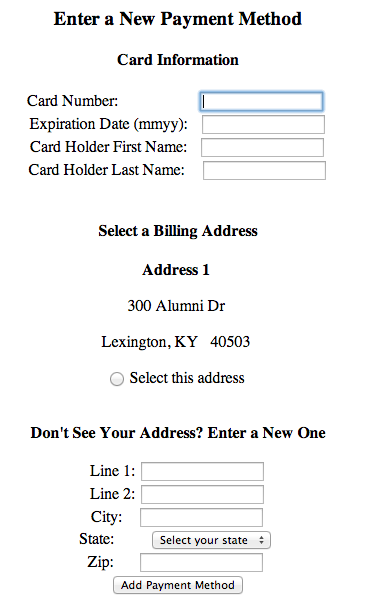 Enter a New Payment Method
Card Information
Card Number:
Expiration Date (mmyy):
Card Holder First Name:
Card Holder Last Name:
Select a Billing Address
Address 1
300 Alumni Dr
Lexington, KY 40503
Select this address
Don't See Your Address? Enter a New One
Line 1:
Line 2:
City:
State: Select your state
Zip:
Add Payment Method